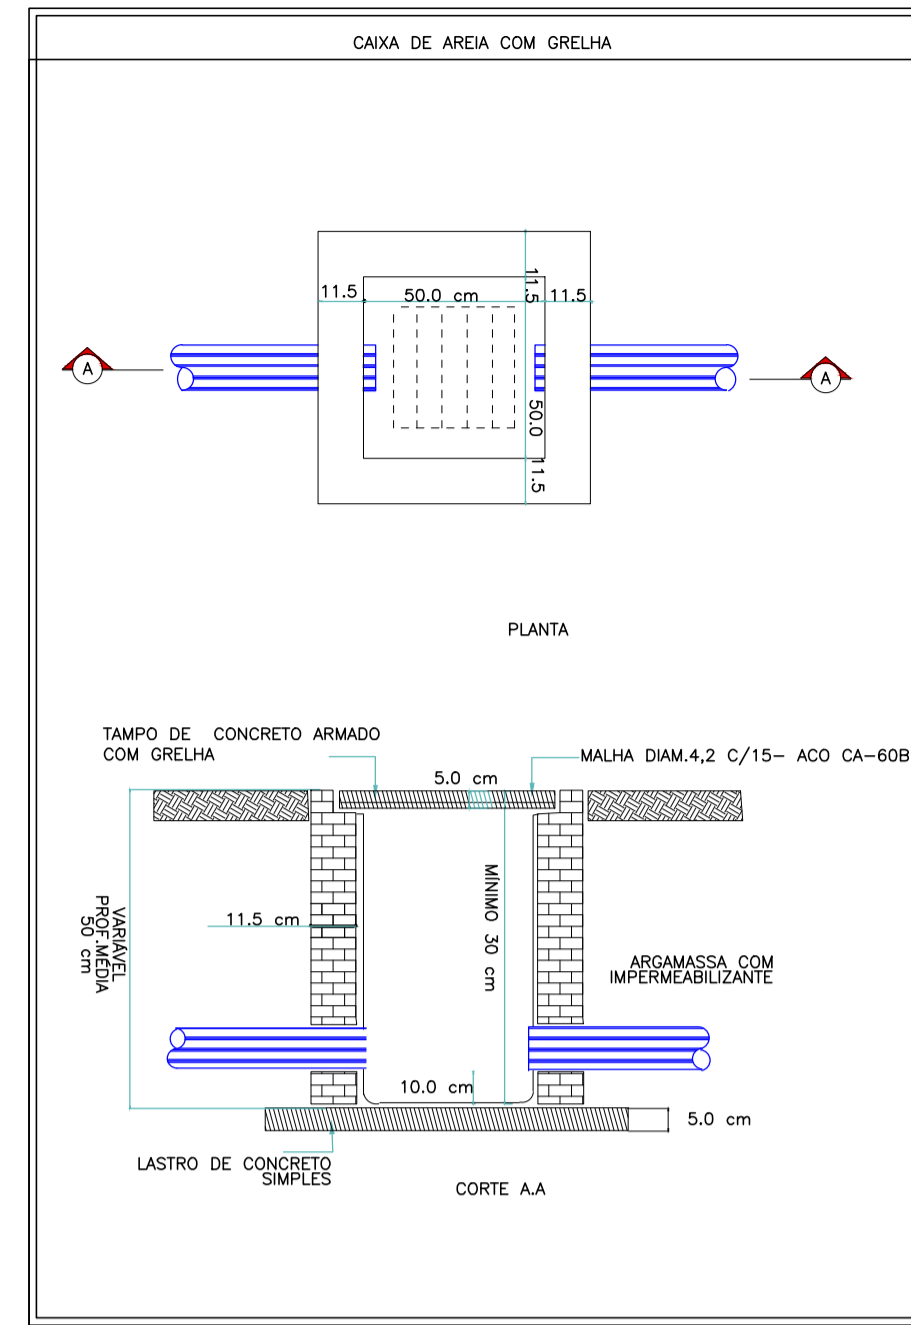 CAIXA DE AREIA COM GRELHA
11.5
50.0 cm
11.5
11.5
A
A
50.0
11.5
PLANTA
TAMPO DE CONCRETO ARMADO
COM GRELHA
MALHA DIAM.4,2 C/15- ACO CA-60B
5.0 cm
VARIÁVEL
PROF.MÉDIA
50 cm
11.5 cm
MÍNIMO 30 cm
ARGAMASSA COM
IMPERMEABILIZANTE
10.0 cm
5.0 cm
LASTRO DE CONCRETO
SIMPLES
CORTE A.A